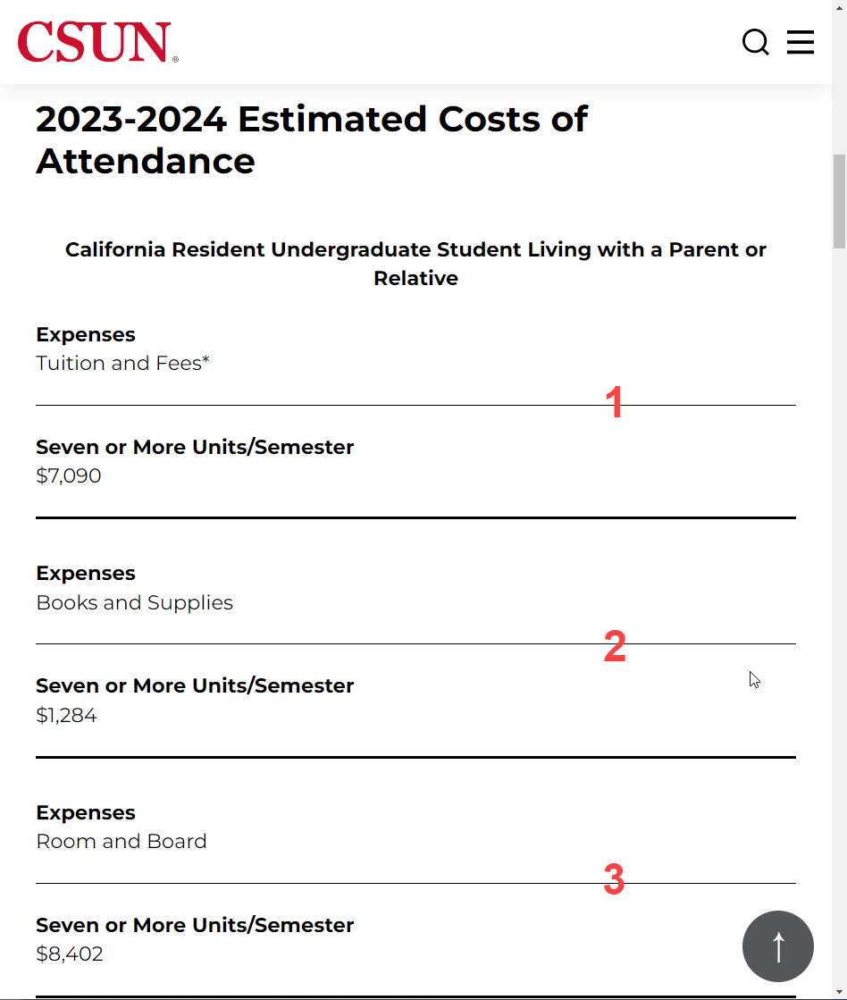 CSUN®
2023-2024 Estimated Costs of
Attendance
California Resident Undergraduate Student Living with a Parent or
Relative
Expenses
Tuition and Fees*
1
Seven or More Units/Semester
$7,090
Expenses
Books and Supplies
2
Seven or More Units/Semester
$1,284
Expenses
Room and Board
3
Seven or More Units/Semester
$8,402